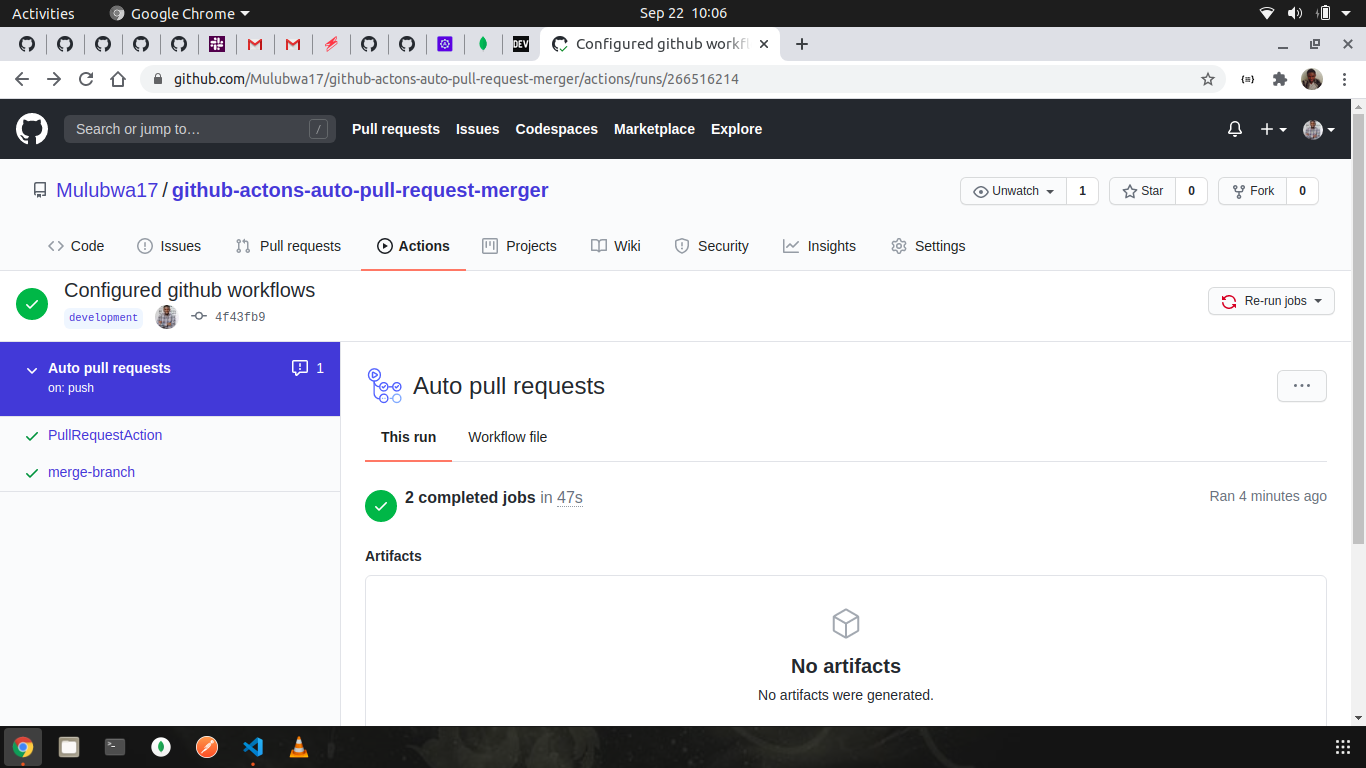 Activities Google Chrome Sep 22 10:06
DEV Configured github workfl
github.com/Mulubwa17/github-actons-auto-pull-request-merger/actions/runs/266516214
Search or jump to… / Pull requests Issues Codespaces Marketplace Explore
Mulubwa17 / github-actons-auto-pull-request-merger Unwatch 1 Star 0 Fork 0
Code Issues Pull requests Actions Projects Wiki Security Insights Settings
Configured github workflows
development 4f43fb9 Re-run jobs
Auto pull requests 1
on: push
PullRequestAction
merge-branch
Auto pull requests
This run Workflow file
2 completed jobs in 47s Ran 4 minutes ago
Artifacts
No artifacts
No artifacts were generated.